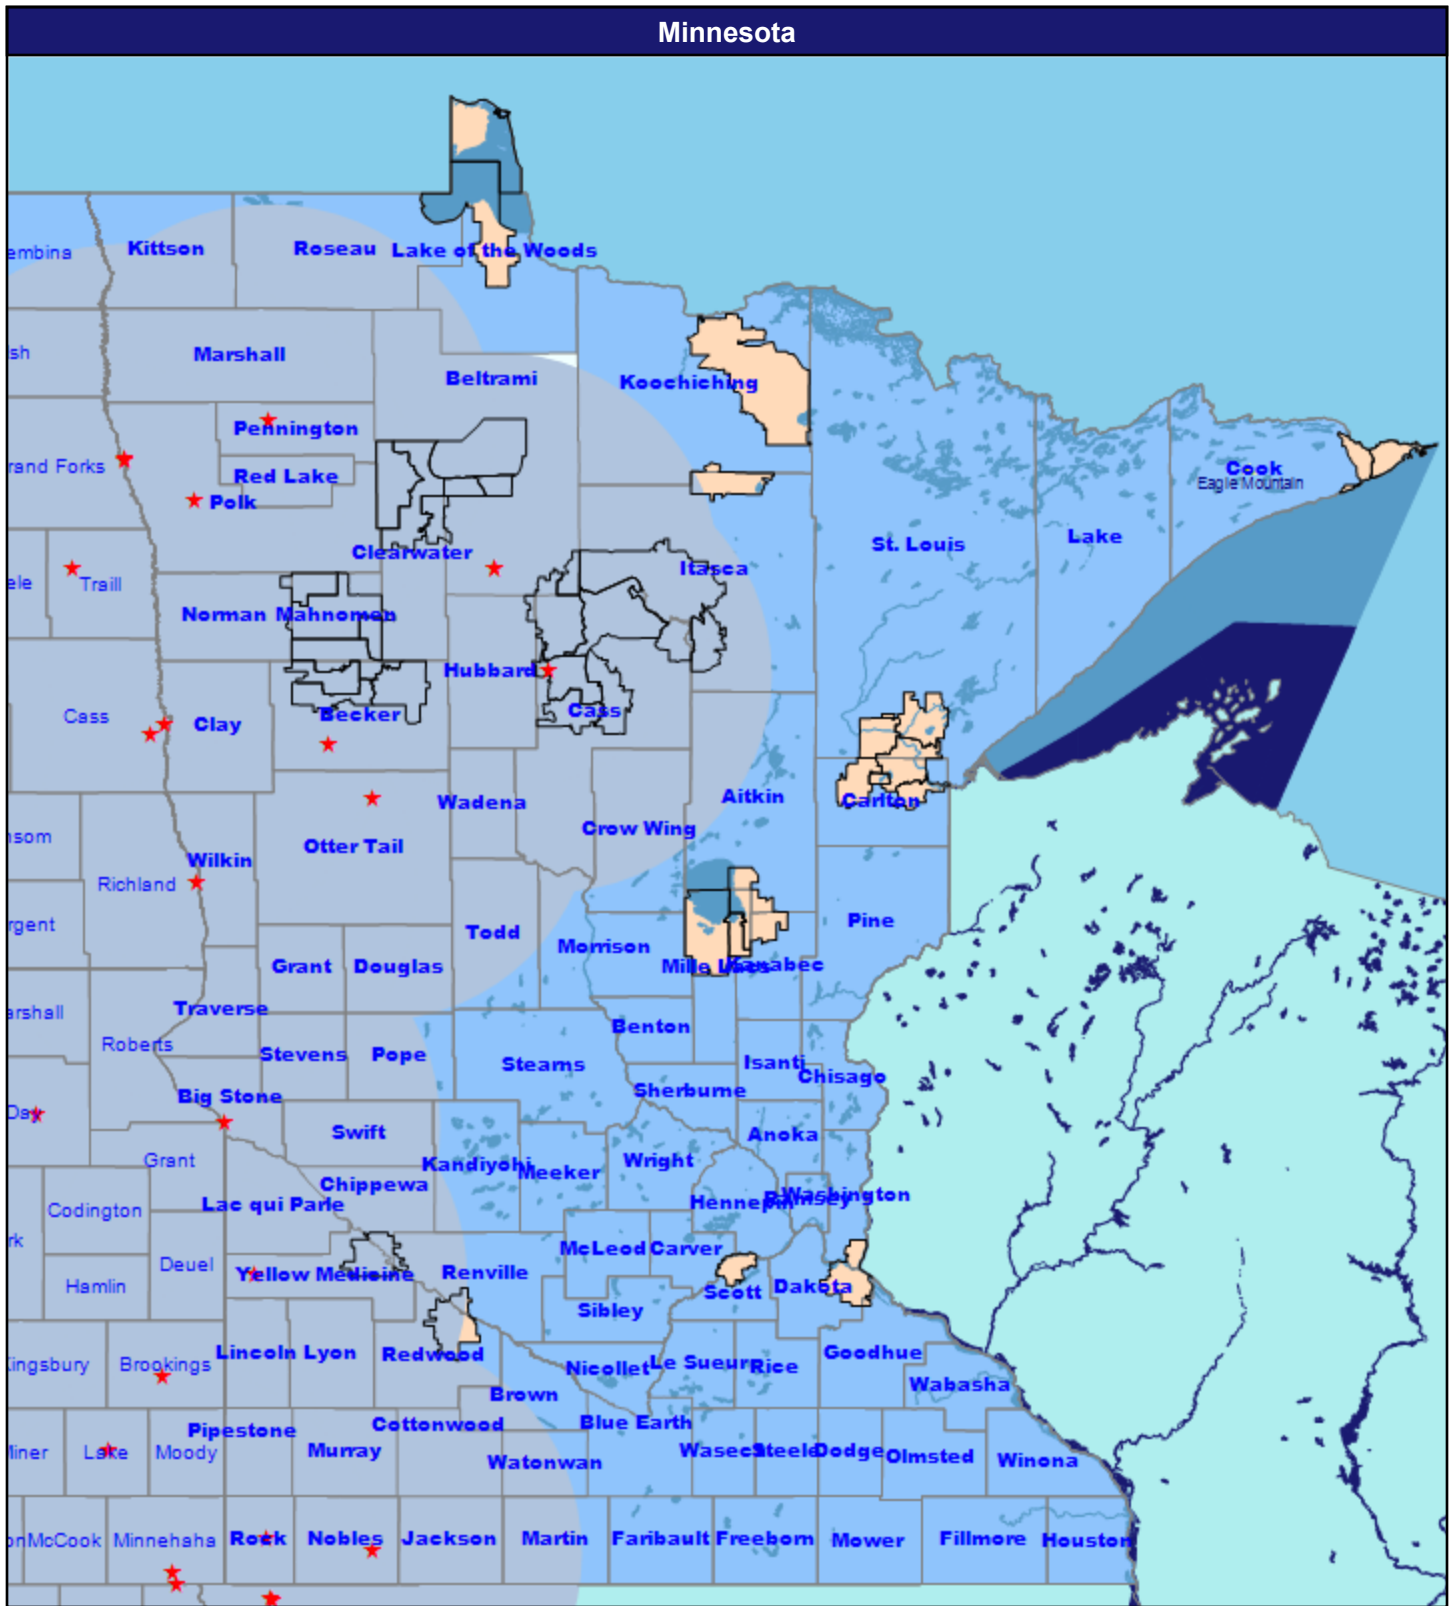 Minnesota
embina
Kittson
Roseau
Lake of the Woods
sh
Marshall
Beltrami
Koochiching
Pennington
rand Forks
Red Lake
Polk
Cook
Eagle Mountain
Clearwater
St. Louis
Lake
Itasca
ele
Traill
Norman
Mahnomen
Hubbard
Cass
Clay
Becker
Cass
Wadena
Aitkin
Carlton
nsom
Crow Wing
Otter Tail
Wilkin
Richland
rgent
Todd
Pine
Morrison
Grant
Douglas
Mille Lacs
Kanabec
arshall
Traverse
Roberts
Benton
Stevens
Pope
Stearns
Isanti
Chisago
Sherburne
Big Stone
Day
Swift
Anoka
Grant
Kandiyohi
Meeker
Wright
Chippewa
Codington
Lac qui Parle
Hennepin
Ramsey
Washington
rk
Deuel
McLeod
Carver
Hamlin
Yellow Medicine
Renville
Scott
Dakota
Sibley
Kingsbury
Brookings
Lincoln
Lyon
Redwood
Nicollet
Le Sueur
Rice
Goodhue
Brown
Wabasha
Pipestone
Cottonwood
Blue Earth
Miner
Lake
Moody
Murray
Watonwan
Waseca
Steele
Dodge
Olmsted
Winona
on
McCook
Minnehaha
Rock
Nobles
Jackson
Martin
Faribault
Freeborn
Mower
Fillmore
Houston